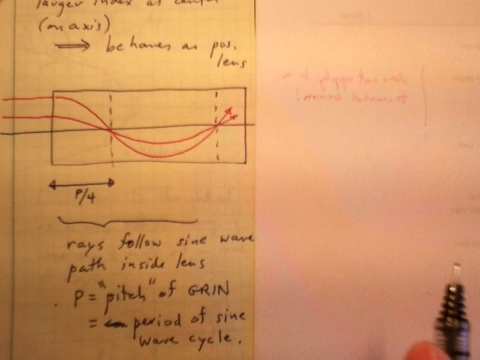 larger index at center
(on axis)
⟹ behaves as pos.
lens
P/4
rays follow sine wave
path inside lens
P = "pitch" of GRIN
= period of sine
wave cycle.